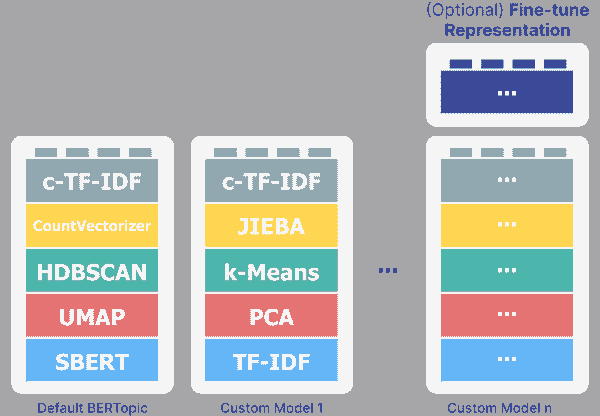 (Optional) Fine-tune
Representation
...
c-TF-IDF
CountVectorizer
HDBSCAN
UMAP
SBERT
Default BERTopic
c-TF-IDF
JIEBA
k-Means
PCA
TF-IDF
Custom Model 1
...
...
...
...
...
...
Custom Model n